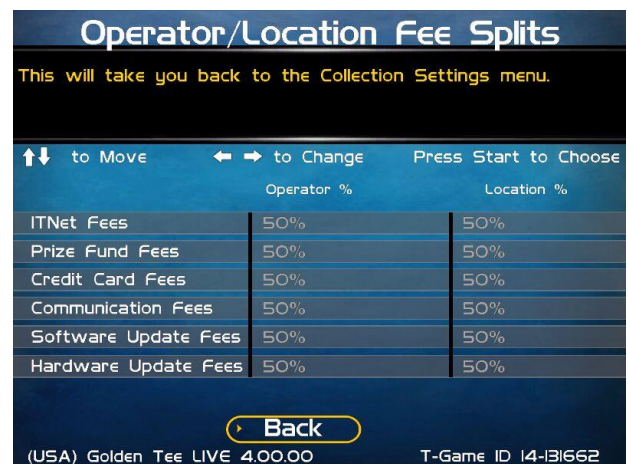 Operator/Location Fee Splits
This will take you back to the Collection Settings menu.
to Move to Change Press Start to Choose
Operator % Location %
ITNet Fees 50% 50%
Prize Fund Fees 50% 50%
Credit Card Fees 50% 50%
Communication Fees 50% 50%
Software Update Fees 50% 50%
Hardware Update Fees 50% 50%
Back
(USA) Golden Tee LIVE 4.00.00 T-Game ID 14-131662